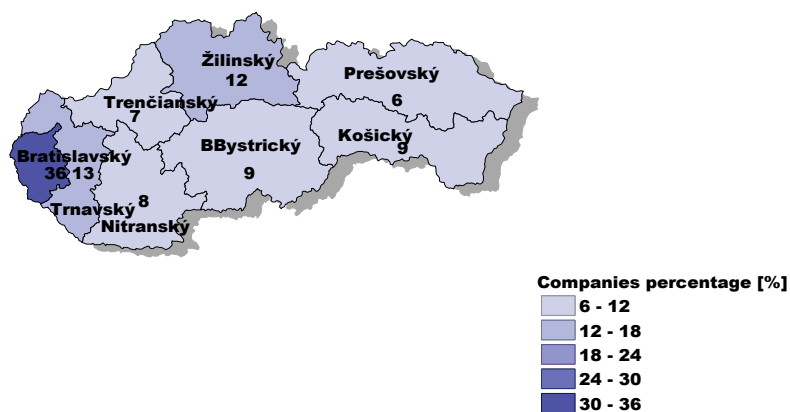 Žilinský
12
Prešovský
6
Trenčianský
7
Košický
9
BBystrický
9
Bratislavský
36 13
8
Trnavský
Nitranský
Companies percentage [%]
6 - 12
12 - 18
18 - 24
24 - 30
30 - 36